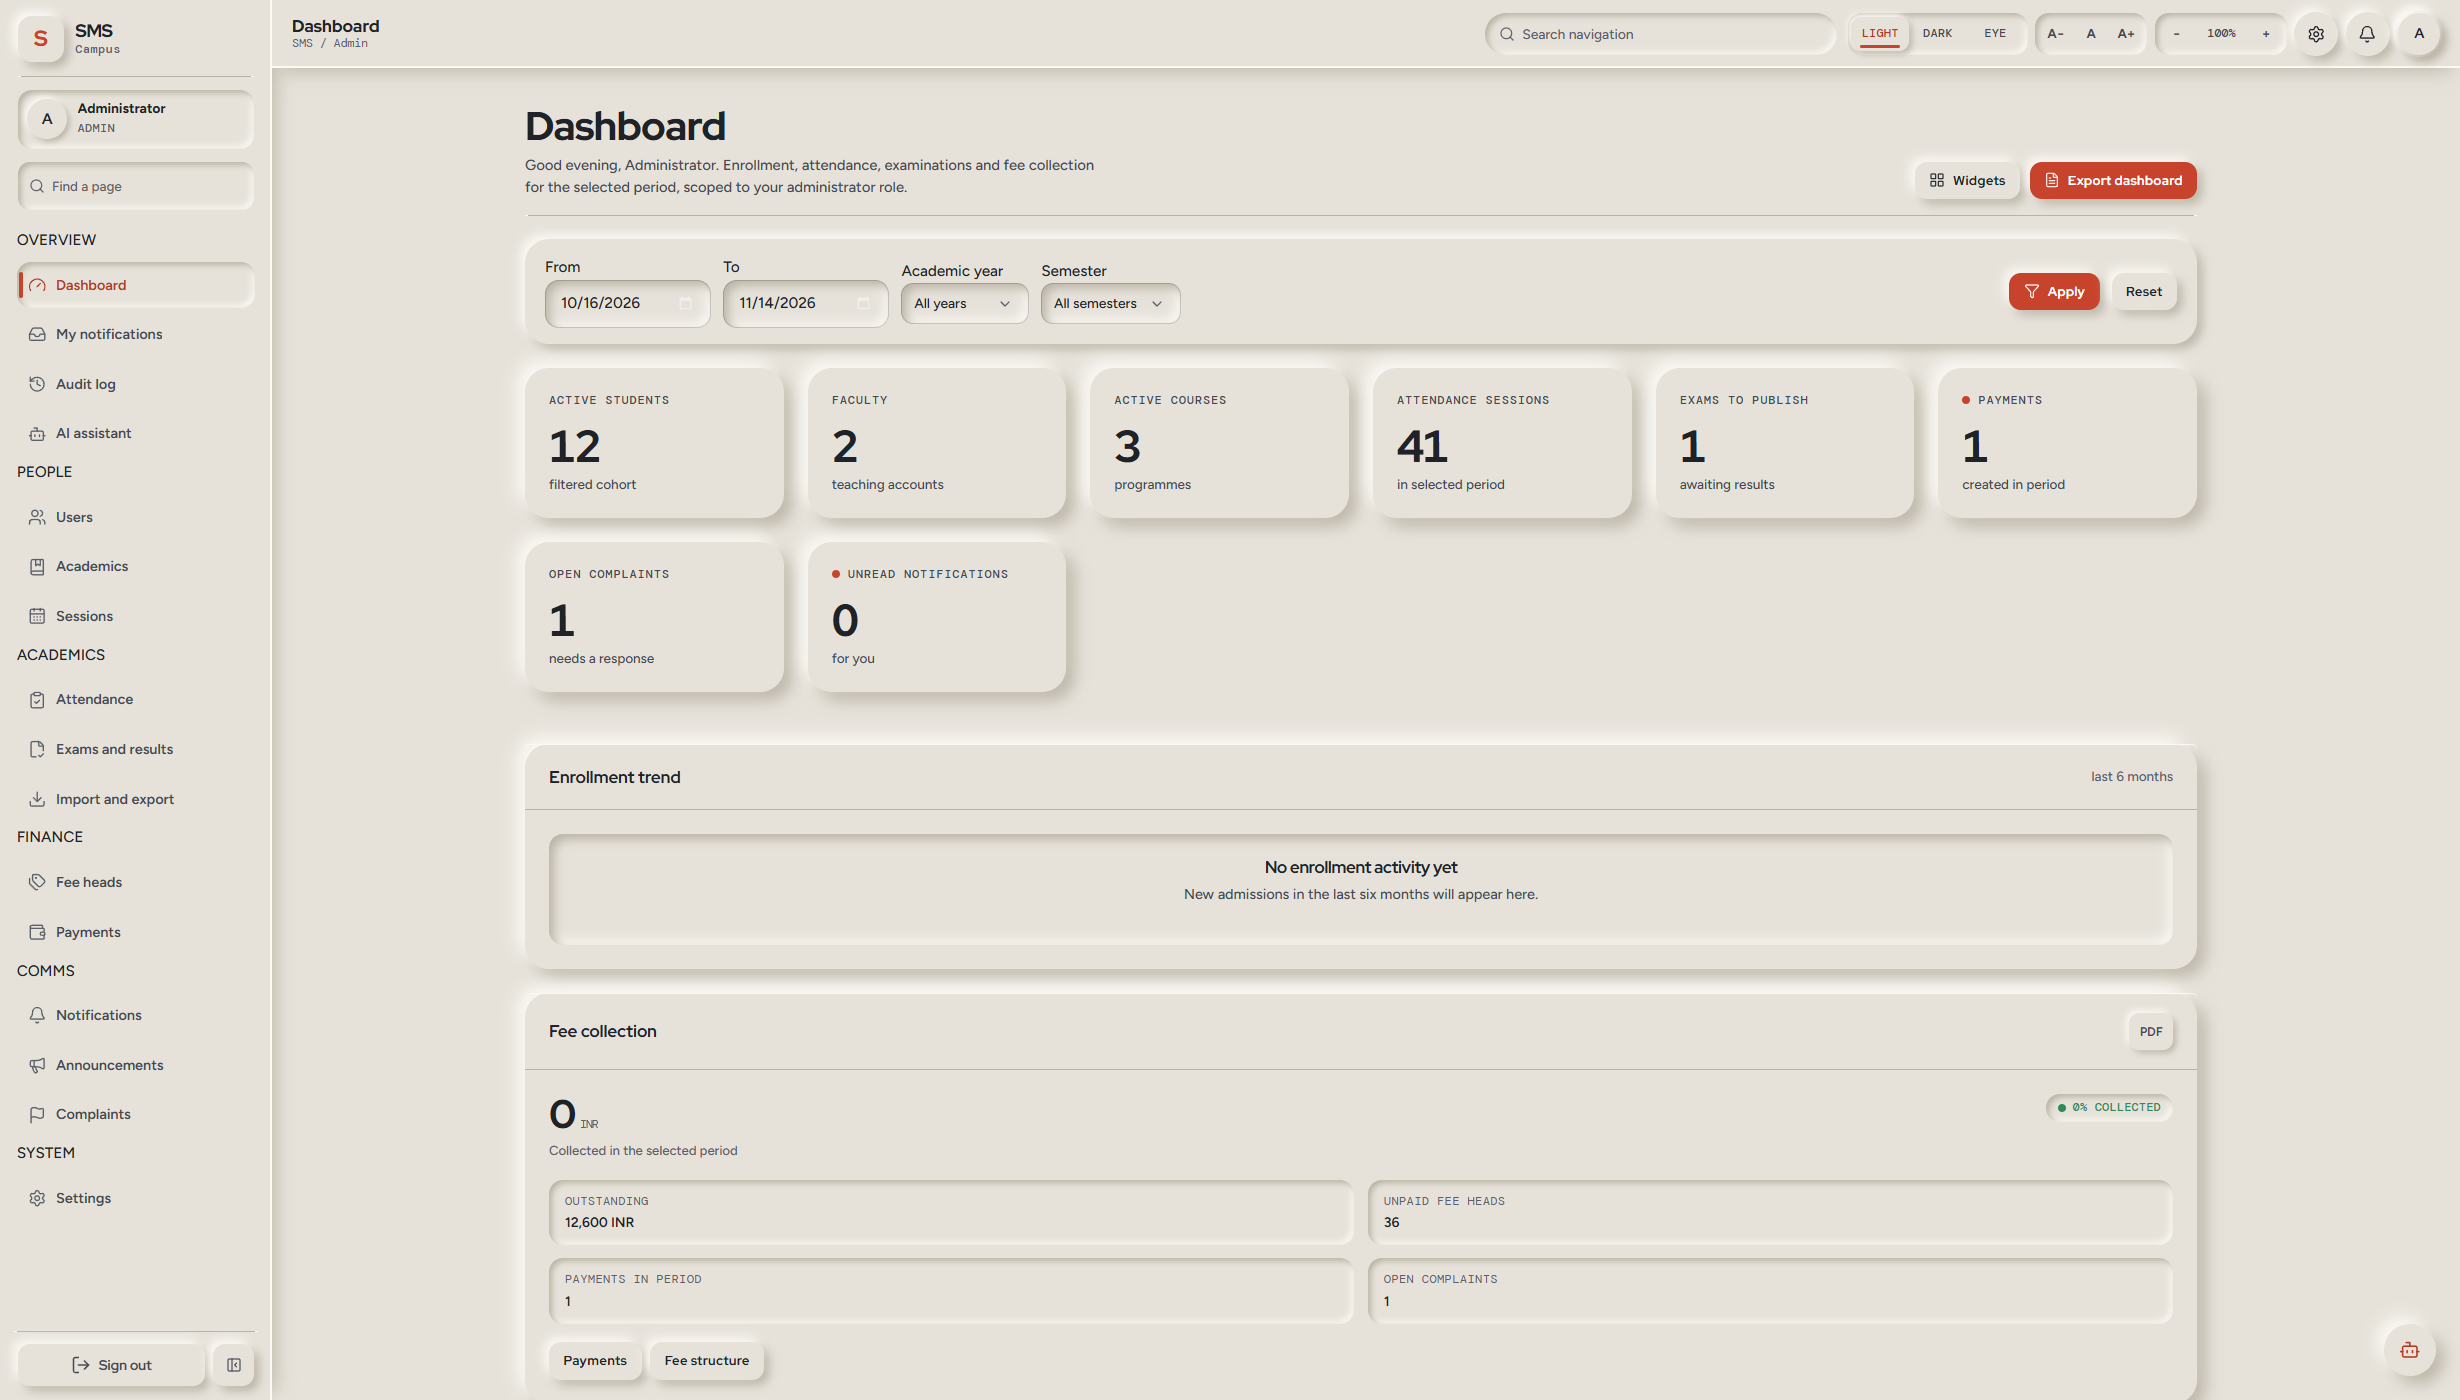 S
SMS
Campus
A
Administrator
ADMIN
Find a page
OVERVIEW
Dashboard
My notifications
Audit log
AI assistant
PEOPLE
Users
Academics
Sessions
ACADEMICS
Attendance
Exams and results
Import and export
FINANCE
Fee heads
Payments
COMMS
Notifications
Announcements
Complaints
SYSTEM
Settings
Sign out
Dashboard
SMS / Admin
Search navigation
LIGHT DARK EYE
A- A A+
- 100% +
A
Dashboard
Good evening, Administrator. Enrollment, attendance, examinations and fee collection
for the selected period, scoped to your administrator role.
Widgets
Export dashboard
From To Academic year Semester
10/16/2026 11/14/2026 All years All semesters
Apply Reset
ACTIVE STUDENTS
12
filtered cohort
FACULTY
2
teaching accounts
ACTIVE COURSES
3
programmes
ATTENDANCE SESSIONS
41
in selected period
EXAMS TO PUBLISH
1
awaiting results
PAYMENTS
1
created in period
OPEN COMPLAINTS
1
needs a response
UNREAD NOTIFICATIONS
0
for you
Enrollment trend
last 6 months
No enrollment activity yet
New admissions in the last six months will appear here.
Fee collection
PDF
0 INR
0% COLLECTED
Collected in the selected period
OUTSTANDING
12,600 INR
UNPAID FEE HEADS
36
PAYMENTS IN PERIOD
1
OPEN COMPLAINTS
1
Payments
Fee structure